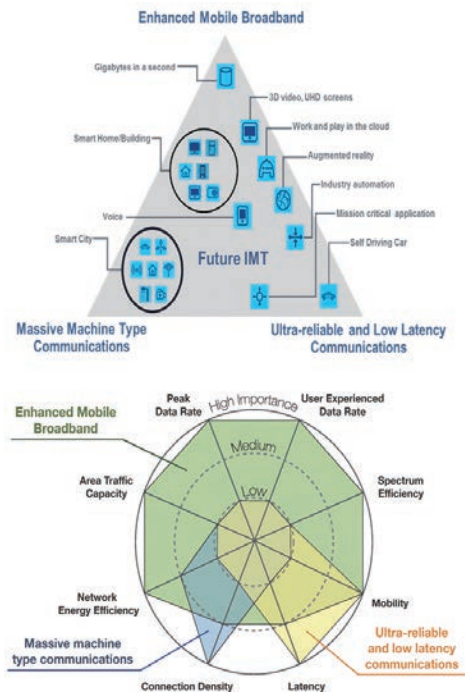 Enhanced Mobile Broadband
Gigabytes in a second
3D video, UHD screens
Smart Home/Building
Work and play in the cloud
Augmented reality
Industry automation
Voice
Mission critical application
Smart City
Self Driving Car
Future IMT
Massive Machine Type
Communications
Ultra-reliable and Low Latency
Communications
Enhanced Mobile
Broadband
Peak
Data Rate
High Importance
User Experienced
Data Rate
Medium
Area Traffic
Capacity
Low
Spectrum
Efficiency
Network
Energy Efficiency
Mobility
Massive machine
type communications
Ultra-reliable
and low latency
communications
Connection Density
Latency